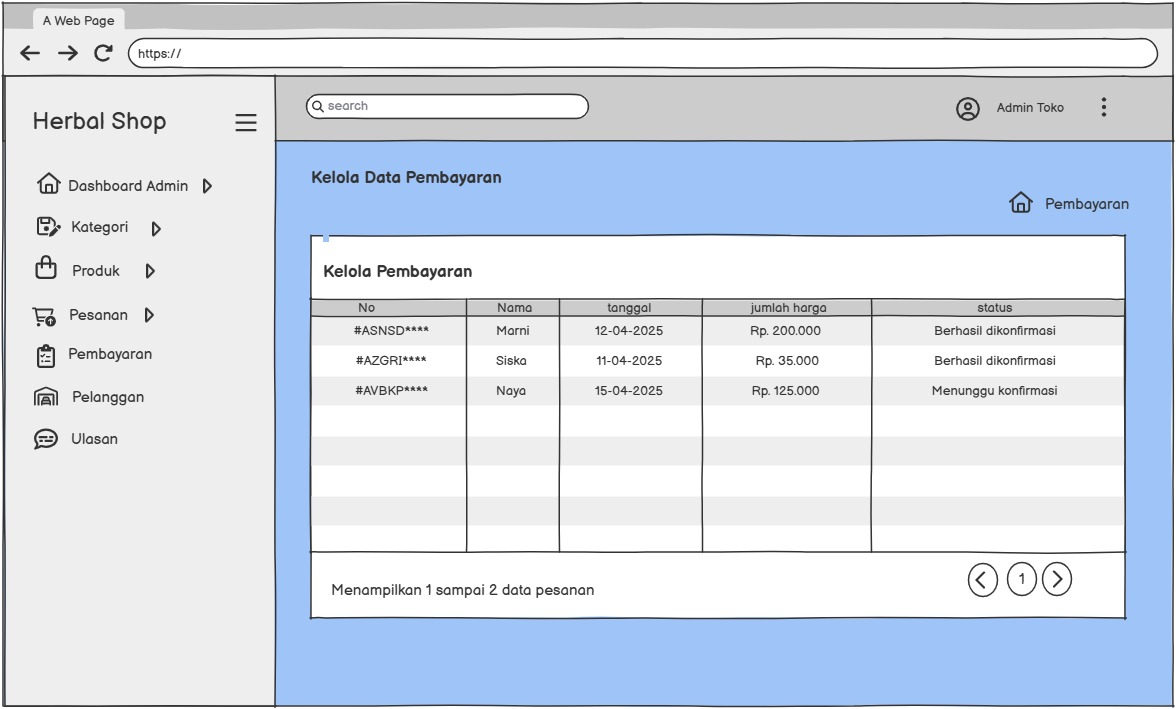 A Web Page
https://
Herbal Shop
search
Admin Toko
Dashboard Admin
Kategori
Produk
Pesanan
Pembayaran
Pelanggan
Ulasan
Kelola Data Pembayaran
Pembayaran
Kelola Pembayaran
No Nama tanggal jumlah harga status
#ASNSD**** Marni 12-04-2025 Rp. 200.000 Berhasil dikonfirmasi
#AZGRI**** Siska 11-04-2025 Rp. 35.000 Berhasil dikonfirmasi
#AVBKP**** Naya 15-04-2025 Rp. 125.000 Menunggu konfirmasi
Menampilkan 1 sampai 2 data pesanan
1